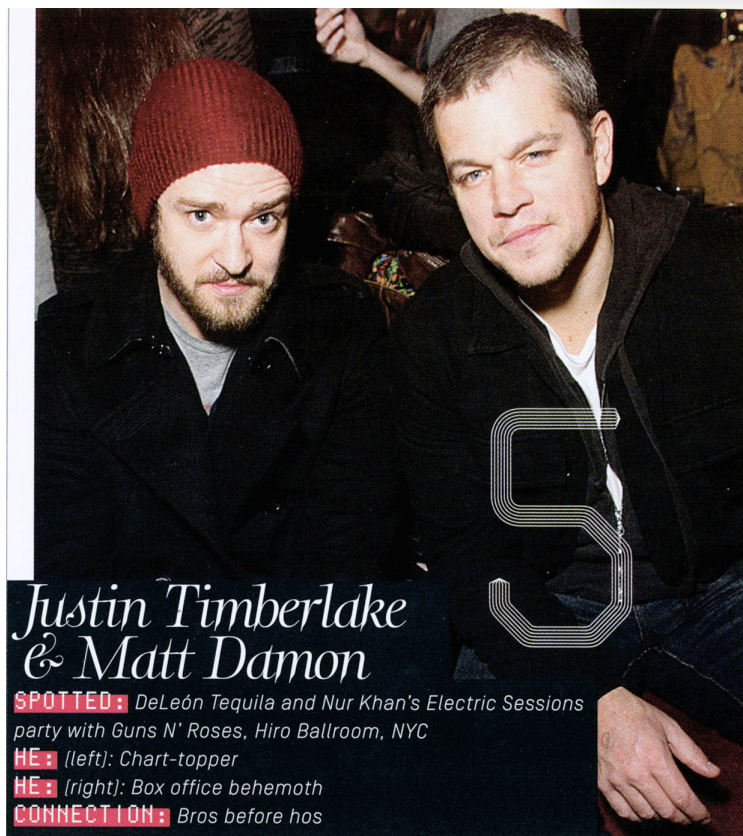 5
Justin Timberlake
& Matt Damon
SPOTTED: DeLeón Tequila and Nur Khan's Electric Sessions
party with Guns N' Roses, Hiro Ballroom, NYC
HE: (left): Chart-topper
HE: (right): Box office behemoth
CONNECTION: Bros before hos